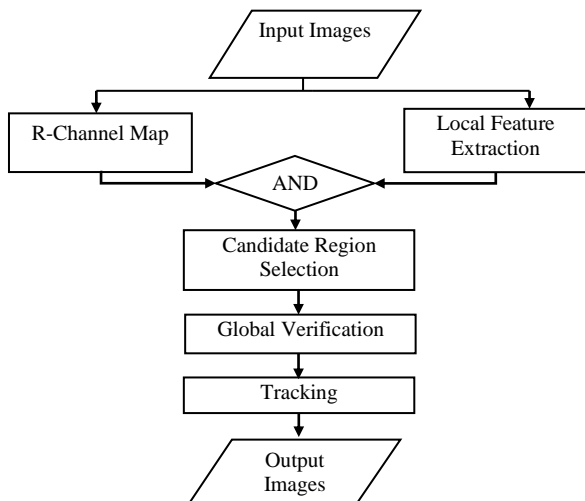 Input Images
R-Channel Map
Local Feature
Extraction
AND
Candidate Region
Selection
Global Verification
Tracking
Output
Images